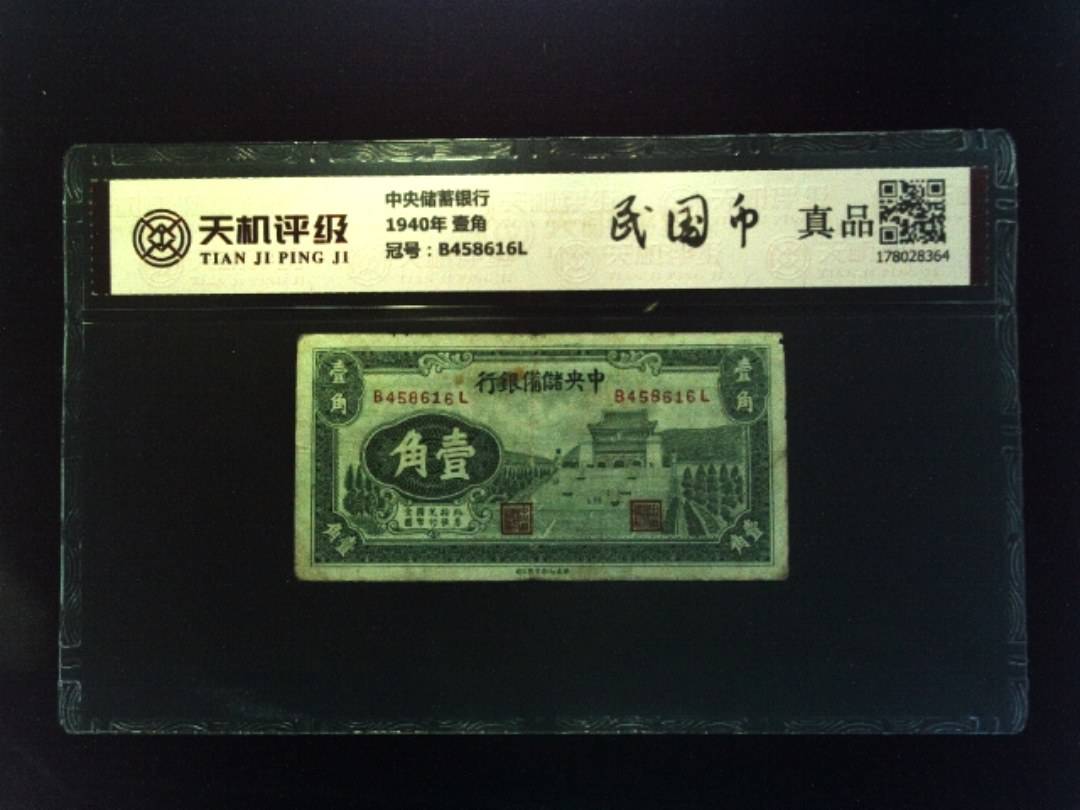 天机评级
TIAN JI PING JI
中央储蓄银行
1940年 壹角
冠号：B458616L
民国币
真品
178028364
壹角
壹角
行銀備儲央中
B458616L
B458616L
角壹